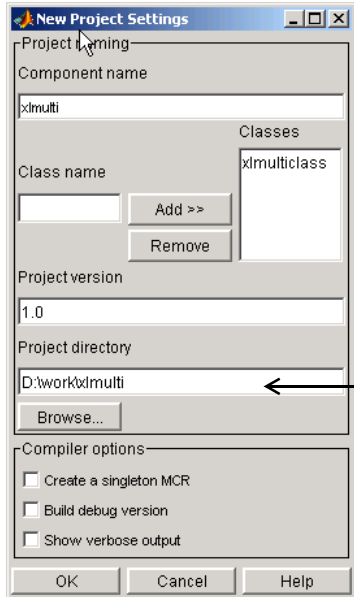 New Project Settings
Project naming
Component name
xlmulti
Classes
xlmulticlass
Class name
Add >>
Remove
Project version
1.0
Project directory
D:\work\xlmulti
Browse...
Compiler options
Create a singleton MCR
Build debug version
Show verbose output
OK
Cancel
Help